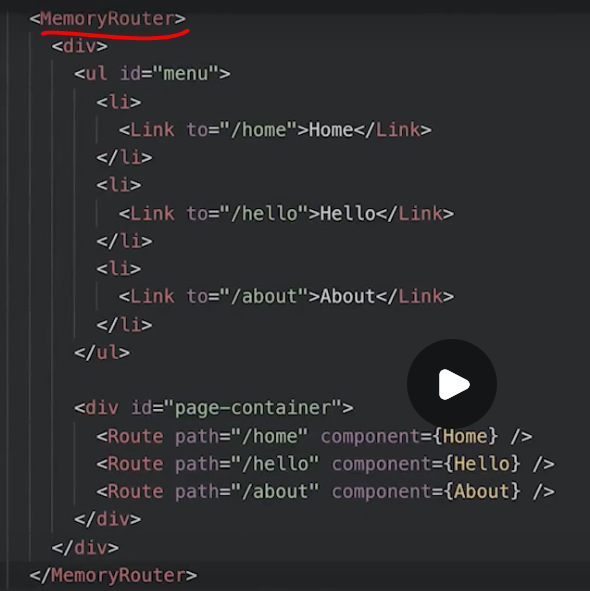 <MemoryRouter>
<div>
<ul id="menu">
<li>
<Link to="/home">Home</Link>
</li>
<li>
<Link to="/hello">Hello</Link>
</li>
<li>
<Link to="/about">About</Link>
</li>
</ul>
<div id="page-container">
<Route path="/home" component={Home} />
<Route path="/hello" component={Hello} />
<Route path="/about" component={About} />
</div>
</div>
</MemoryRouter>